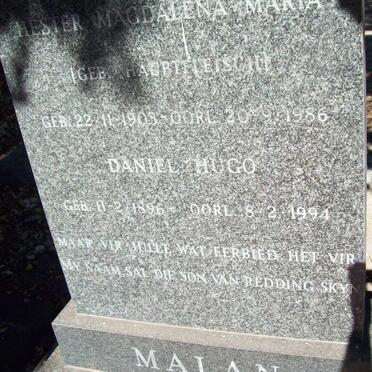 HESTER MAGDALENA MARIA
(GEB. HAUPTFLEISCH)
GEB: 22-11-1903-OORL. 20-9-1986
DANIEL HUGO
GEB. 11-2-1896- OORL. 8-2-1994
MAAR VIR JULLE WAT EERBIED HET VIR
MY NAAM SAL DIE SON VAN REDDING SKYN
MALAN